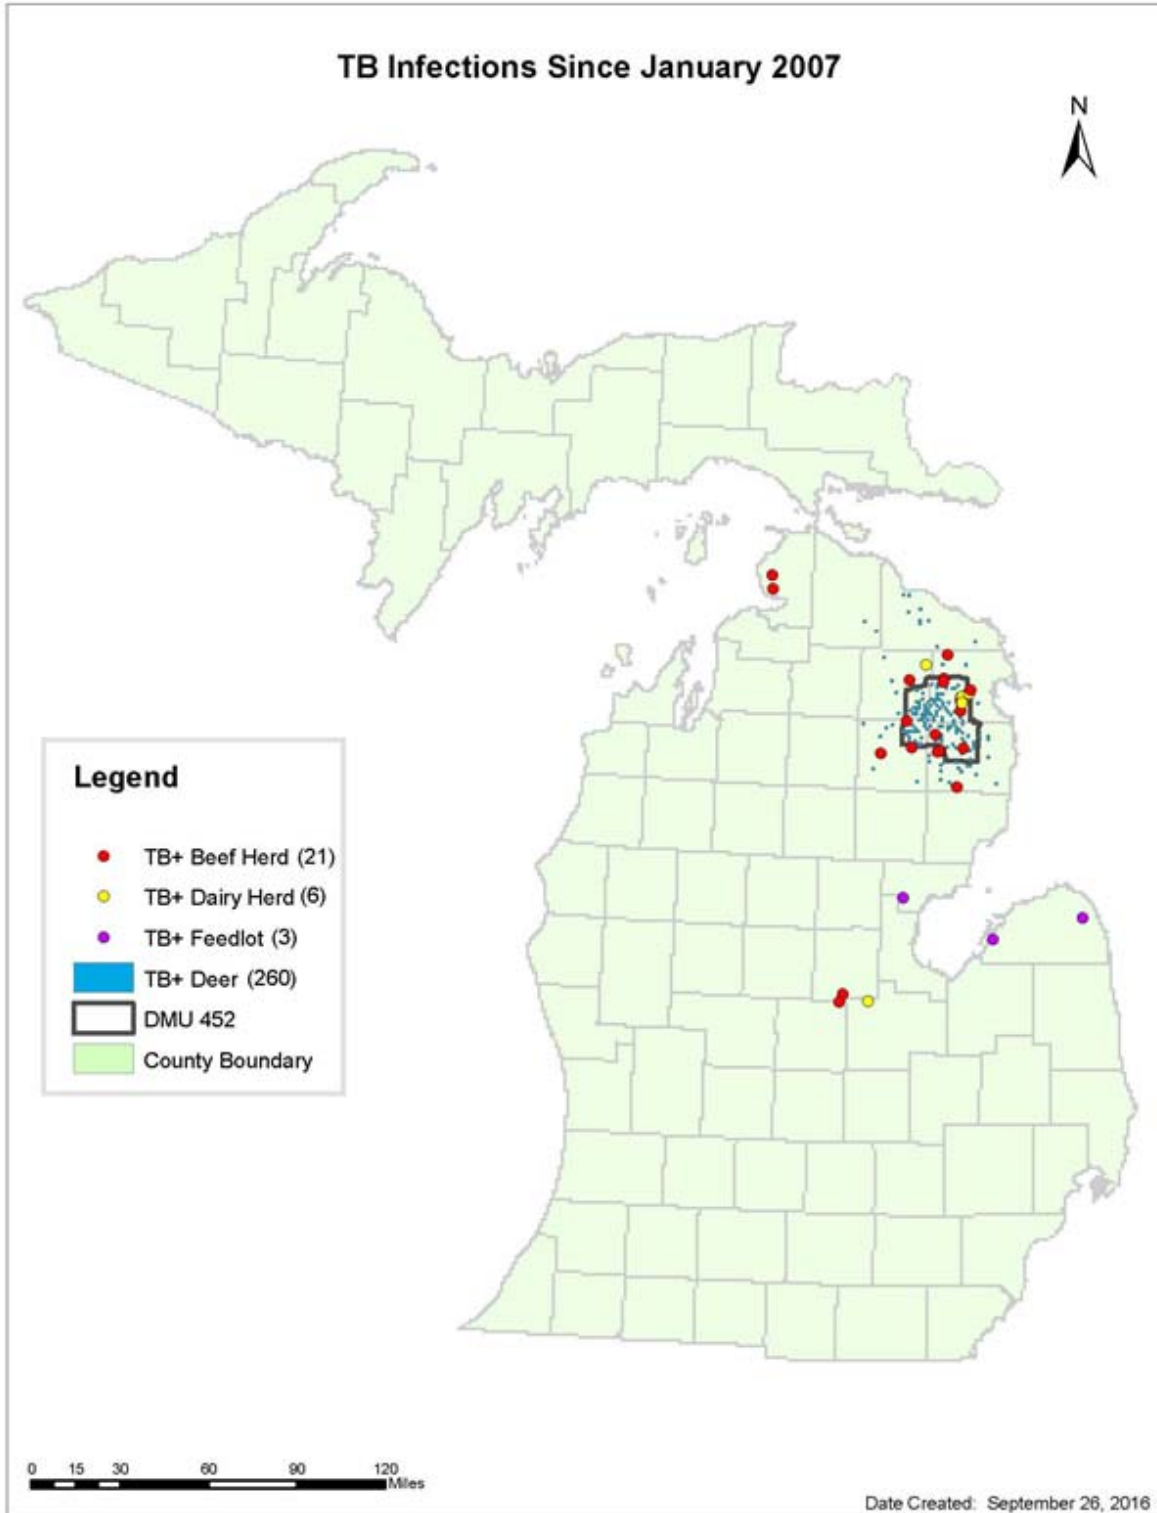 TB Infections Since January 2007
N
Legend
TB+ Beef Herd (21)
TB+ Dairy Herd (6)
TB+ Feedlot (3)
TB+ Deer (260)
DMU 452
County Boundary
0 15 30 60 90 120
Miles
Date Created: September 26, 2016